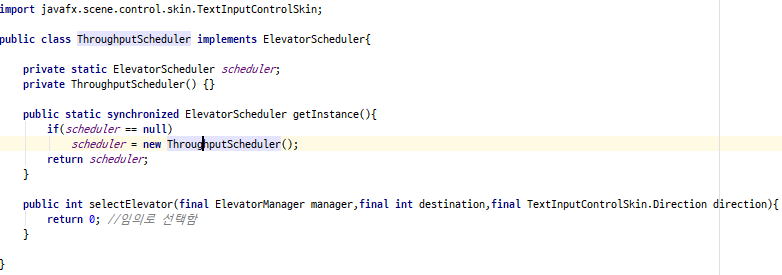 import javafx.scene.control.skin.TextInputControlSkin;
public class ThroughputScheduler implements ElevatorScheduler{
private static ElevatorScheduler scheduler;
private ThroughputScheduler() {}
public static synchronized ElevatorScheduler getInstance(){
if(scheduler == null)
scheduler = new ThroughputScheduler();
return scheduler;
}
public int selectElevator(final ElevatorManager manager,final int destination,final TextInputControlSkin.Direction direction){
return 0; //임의로 선택함
}
}